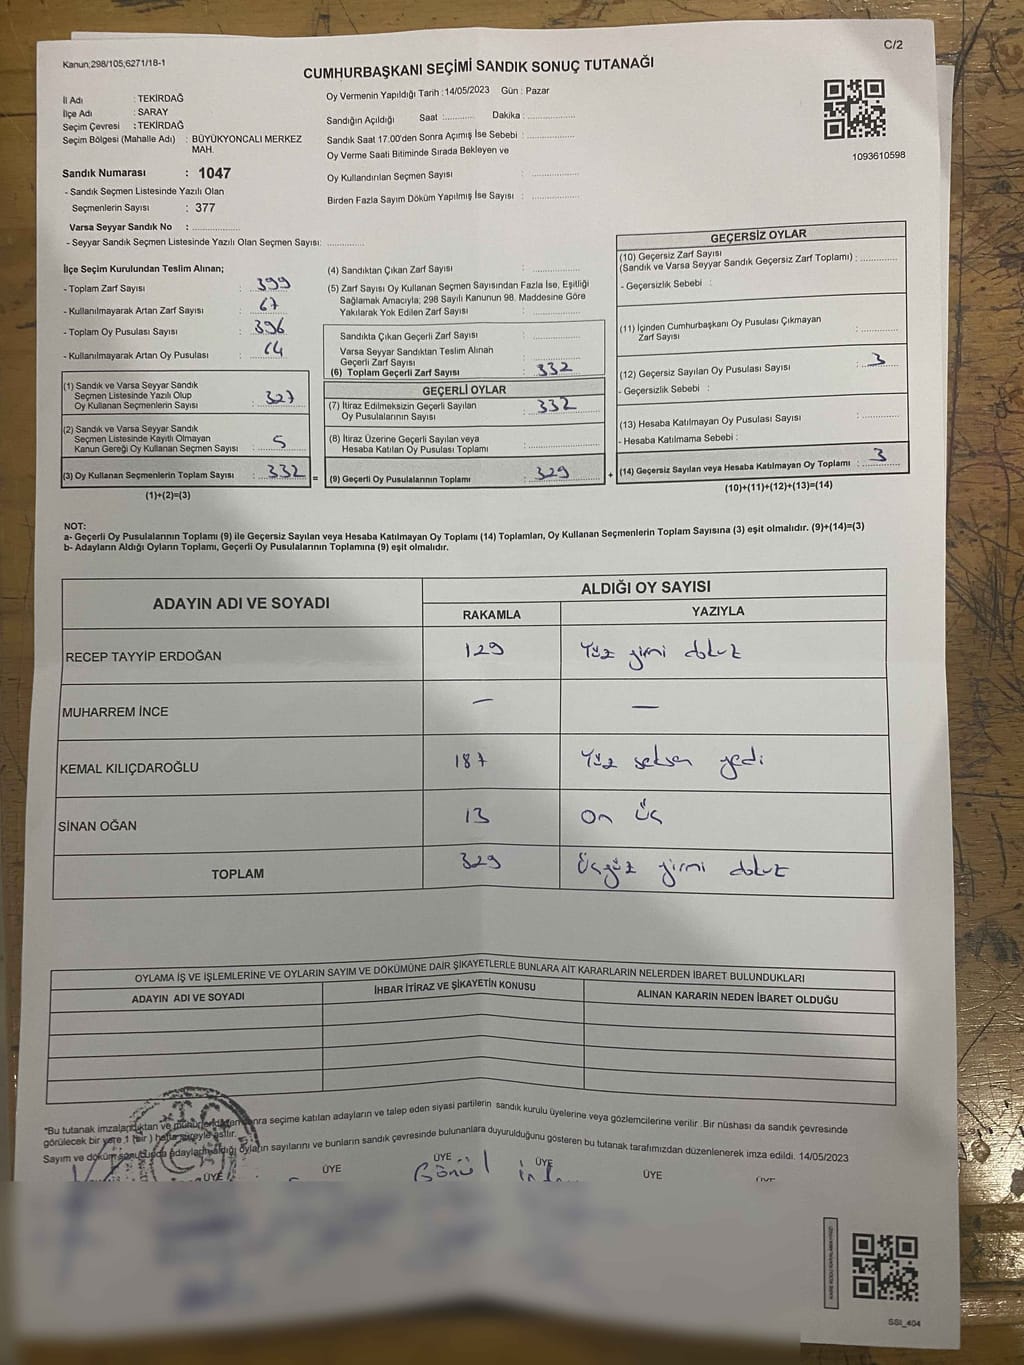 C/2
Kanun;298/105;6271/18-1
CUMHURBAŞKANI SEÇİMİ SANDIK SONUÇ TUTANAĞI
İl Adı : TEKİRDAĞ
İlçe Adı : SARAY
Seçim Çevresi : TEKİRDAĞ
Seçim Bölgesi (Mahalle Adı) : BÜYÜKYONCALI MERKEZ MAH.
Sandık Numarası : 1047
- Sandık Seçmen Listesinde Yazılı Olan
Seçmenlerin Sayısı : 377
Varsa Seyyar Sandık No : ..............
- Seyyar Sandık Seçmen Listesinde Yazılı Olan Seçmen Sayısı: ............
Oy Vermenin Yapıldığı Tarih :14/05/2023 Gün : Pazar
Sandığın Açıldığı Saat :.......... Dakika :...............
Sandık Saat 17:00'den Sonra Açımış İse Sebebi : ...............
Oy Verme Saati Bitiminde Sırada Bekleyen ve
Oy Kullandırılan Seçmen Sayısı : ...............
Birden Fazla Sayım Döküm Yapılmış İse Sayısı : ...............
1093610598
İlçe Seçim Kurulundan Teslim Alınan;
- Toplam Zarf Sayısı : 399
- Kullanılmayarak Artan Zarf Sayısı : 67
- Toplam Oy Pusulası Sayısı : 396
- Kullanılmayarak Artan Oy Pusulası : 64
(1) Sandık ve Varsa Seyyar Sandık
Seçmen Listesinde Yazılı Olup
Oy Kullanan Seçmenlerin Sayısı : 327
(2) Sandık ve Varsa Seyyar Sandık
Seçmen Listesinde Kayıtlı Olmayan
Kanun Gereği Oy Kullanan Seçmen Sayısı : 5
(3) Oy Kullanan Seçmenlerin Toplam Sayısı : 332 =
(1)+(2)=(3)
(4) Sandıktan Çıkan Zarf Sayısı : ............
(5) Zarf Sayısı Oy Kullanan Seçmen Sayısından Fazla İse, Eşitliği
Sağlamak Amacıyla; 298 Sayılı Kanunun 98. Maddesine Göre
Yakılarak Yok Edilen Zarf Sayısı : ............
Sandıkta Çıkan Geçerli Zarf Sayısı : ............
Varsa Seyyar Sandıktan Teslim Alınan
Geçerli Zarf Sayısı : ............
(6) Toplam Geçerli Zarf Sayısı : 332
GEÇERLİ OYLAR
(7) İtiraz Edilmeksizin Geçerli Sayılan
Oy Pusulalarının Sayısı : 332
(8) İtiraz Üzerine Geçerli Sayılan veya
Hesaba Katılan Oy Pusulası Toplamı : ............
(9) Geçerli Oy Pusulalarının Toplamı : 329 +
GEÇERSİZ OYLAR
(10) Geçersiz Zarf Sayısı
(Sandık ve Varsa Seyyar Sandık Geçersiz Zarf Toplamı) : ............
- Geçersizlik Sebebi :
(11) İçinden Cumhurbaşkanı Oy Pusulası Çıkmayan
Zarf Sayısı : ............
(12) Geçersiz Sayılan Oy Pusulası Sayısı : 3
- Geçersizlik Sebebi :
(13) Hesaba Katılmayan Oy Pusulası Sayısı : ............
- Hesaba Katılmama Sebebi :
(14) Geçersiz Sayılan veya Hesaba Katılmayan Oy Toplamı : 3
(10)+(11)+(12)+(13)=(14)
NOT:
a- Geçerli Oy Pusulalarının Toplamı (9) ile Geçersiz Sayılan veya Hesaba Katılmayan Oy Toplamı (14) Toplamları, Oy Kullanan Seçmenlerin Toplam Sayısına (3) eşit olmalıdır. (9)+(14)=(3)
b- Adayların Aldığı Oyların Toplamı, Geçerli Oy Pusulalarının Toplamına (9) eşit olmalıdır.
ADAYIN ADI VE SOYADI ALDIĞI OY SAYISI
RAKAMLA YAZIYLA
RECEP TAYYİP ERDOĞAN 129 Yüz yirmi dokuz
MUHARREM İNCE — —
KEMAL KILIÇDAROĞLU 187 Yüz seksen yedi
SİNAN OĞAN 13 on üç
TOPLAM 329 Üçyüz yirmi dokuz
OYLAMA İŞ VE İŞLEMLERİNE VE OYLARIN SAYIM VE DÖKÜMÜNE DAİR ŞİKAYETLERLE BUNLARA AİT KARARLARIN NELERDEN İBARET BULUNDUKLARI
ADAYIN ADI VE SOYADI İHBAR İTİRAZ VE ŞİKAYETİN KONUSU ALINAN KARARIN NEDEN İBARET OLDUĞU
"Bu tutanak imzalandıktan ve mühürlendikten sonra seçime katılan adayların ve talep eden siyasi partilerin sandık kurulu üyelerine veya gözlemcilerine verilir .Bir nüshası da sandık çevresinde
görülecek bir yere 1 (bir ) hafta süreyle asılır.
Sayım ve döküm sonucunda adayların aldığı oyların sayılarını ve bunların sandık çevresinde bulunanlara duyurulduğunu gösteren bu tutanak tarafımızdan düzenlenerek imza edildi. 14/05/2023
ÜYE ÜYE ÜYE ÜYE ÜYE ÜYE
Gönül
SSI_404